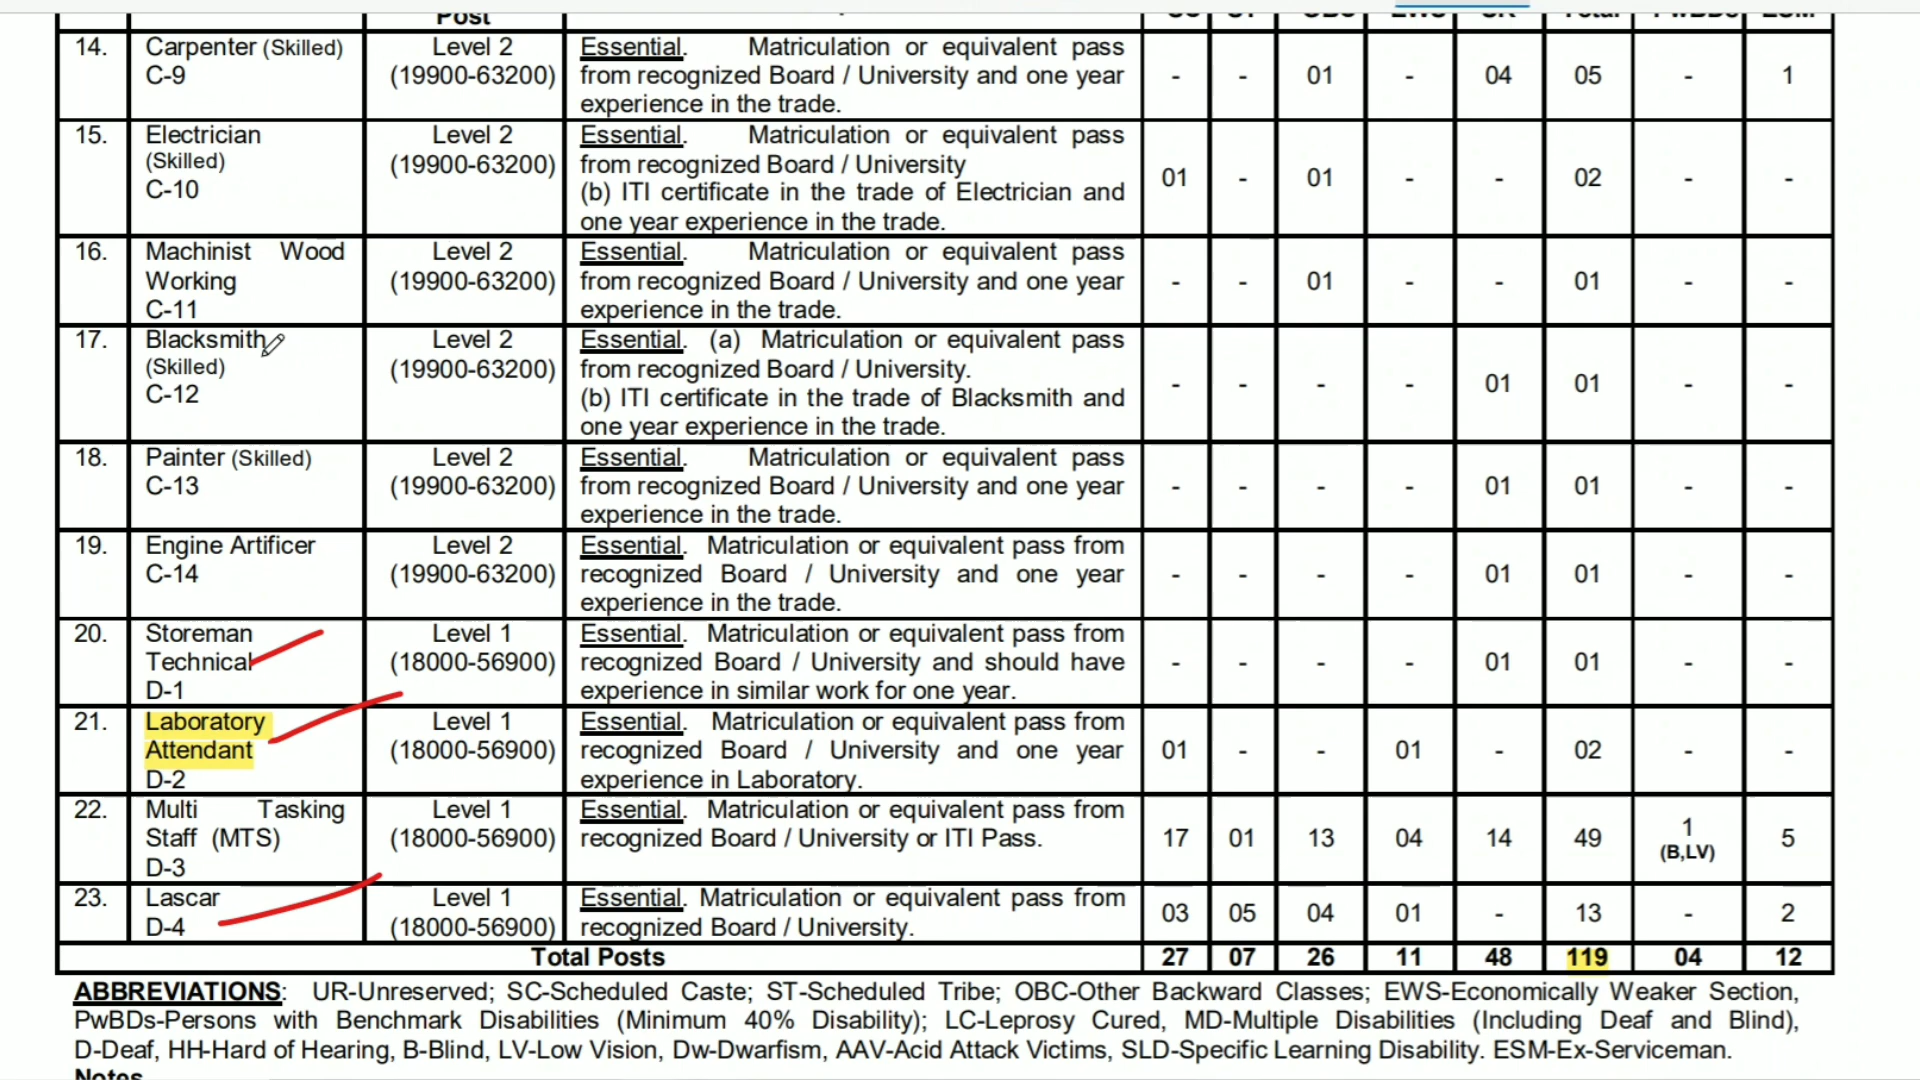 Post SC ST OBC EWS UR Total PwBDs ESM
14. Carpenter (Skilled) Level 2 Essential. Matriculation or equivalent pass
C-9 (19900-63200) from recognized Board / University and one year - - 01 - 04 05 - 1
experience in the trade.
15. Electrician Level 2 Essential. Matriculation or equivalent pass
(Skilled) (19900-63200) from recognized Board / University
C-10 (b) ITI certificate in the trade of Electrician and 01 - 01 - - 02 - -
one year experience in the trade.
16. Machinist Wood Level 2 Essential. Matriculation or equivalent pass
Working (19900-63200) from recognized Board / University and one year - - 01 - - 01 - -
C-11 experience in the trade.
17. Blacksmith Level 2 Essential. (a) Matriculation or equivalent pass
(Skilled) (19900-63200) from recognized Board / University.
C-12 (b) ITI certificate in the trade of Blacksmith and - - - - 01 01 - -
one year experience in the trade.
18. Painter (Skilled) Level 2 Essential. Matriculation or equivalent pass
C-13 (19900-63200) from recognized Board / University and one year - - - - 01 01 - -
experience in the trade.
19. Engine Artificer Level 2 Essential. Matriculation or equivalent pass from
C-14 (19900-63200) recognized Board / University and one year - - - - 01 01 - -
experience in the trade.
20. Storeman Level 1 Essential. Matriculation or equivalent pass from
Technical (18000-56900) recognized Board / University and should have - - - - 01 01 - -
D-1 experience in similar work for one year.
21. Laboratory Level 1 Essential. Matriculation or equivalent pass from
Attendant (18000-56900) recognized Board / University and one year 01 - - 01 - 02 - -
D-2 experience in Laboratory.
22. Multi Tasking Level 1 Essential. Matriculation or equivalent pass from
Staff (MTS) (18000-56900) recognized Board / University or ITI Pass. 17 01 13 04 14 49 1 (B,LV) 5
D-3
23. Lascar Level 1 Essential. Matriculation or equivalent pass from
D-4 (18000-56900) recognized Board / University. 03 05 04 01 - 13 - 2
Total Posts 27 07 26 11 48 119 04 12
ABBREVIATIONS: UR-Unreserved; SC-Scheduled Caste; ST-Scheduled Tribe; OBC-Other Backward Classes; EWS-Economically Weaker Section,
PwBDs-Persons with Benchmark Disabilities (Minimum 40% Disability); LC-Leprosy Cured, MD-Multiple Disabilities (Including Deaf and Blind),
D-Deaf, HH-Hard of Hearing, B-Blind, LV-Low Vision, Dw-Dwarfism, AAV-Acid Attack Victims, SLD-Specific Learning Disability. ESM-Ex-Serviceman.
Notes